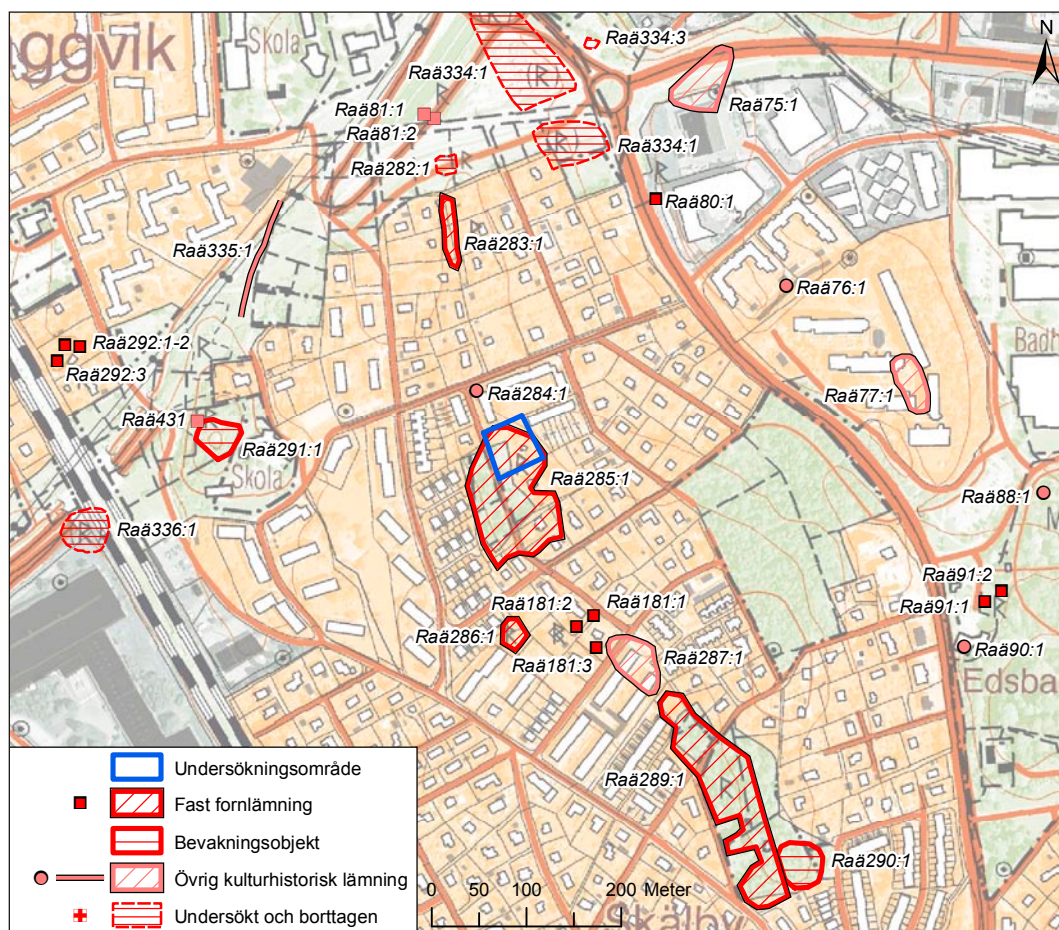 äggvik
Skola
Raä334:3
N
Raä334:1
Raä75:1
Raä81:1
Raä81:2
R
Raä334:1
Raä282:1
Raä80:1
Raä335:1
Raä283:1
Raä76:1
Raä292:1-2
Badh
Raä292:3
Raä284:1
Raä77:1
Raä431
Raä291:1
Skola
Raä285:1
Raä88:1
Raä336:1
Raä91:2
Raä181:2
Raä181:1
Raä91:1
Raä286:1
Raä90:1
Raä181:3
Raä287:1
Edsba
Undersökningsområde
Raä289:1
Fast fornlämning
Bevakningsobjekt
Raä290:1
Övrig kulturhistorisk lämning
0 50 100 200 Meter
Undersökt och borttagen
Skälby